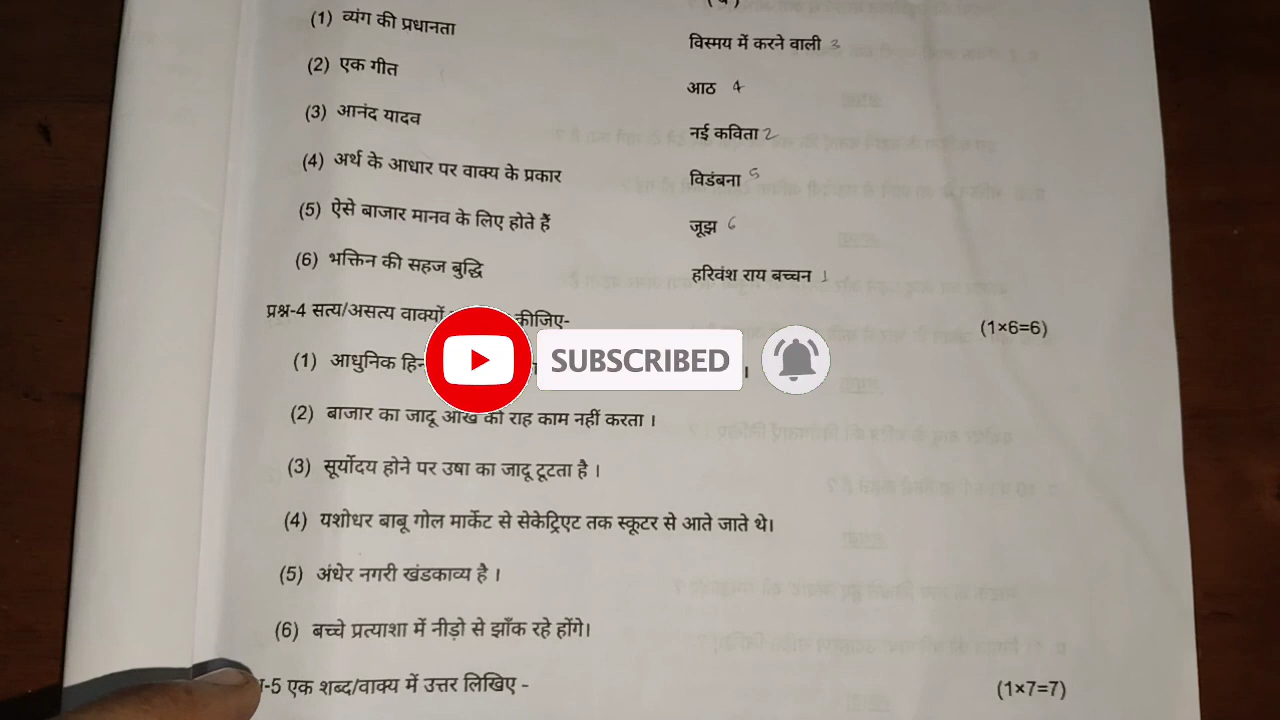 (1) व्यंग की प्रधानता
विस्मय में करने वाली 3
(2) एक गीत
आठ 4
(3) आनंद यादव
नई कविता 2
(4) अर्थ के आधार पर वाक्य के प्रकार
विडंबना 5
(5) ऐसे बाजार मानव के लिए होते हैं
जूझ 6
(6) भक्तिन की सहज बुद्धि
हरिवंश राय बच्चन 1
प्रश्न-4 सत्य/असत्य वाक्यों कीजिए- (1×6=6)
(1) आधुनिक
SUBSCRIBED
(2) बाजार का जादू आँख की राह काम नहीं करता ।
(3) सूर्योदय होने पर उषा का जादू टूटता है ।
(4) यशोधर बाबू गोल मार्केट से सेकेट्रिएट तक स्कूटर से आते जाते थे।
(5) अंधेर नगरी खंडकाव्य है ।
(6) बच्चे प्रत्याशा में नीड़ो से झाँक रहे होंगे।
-5 एक शब्द/वाक्य में उत्तर लिखिए - (1×7=7)